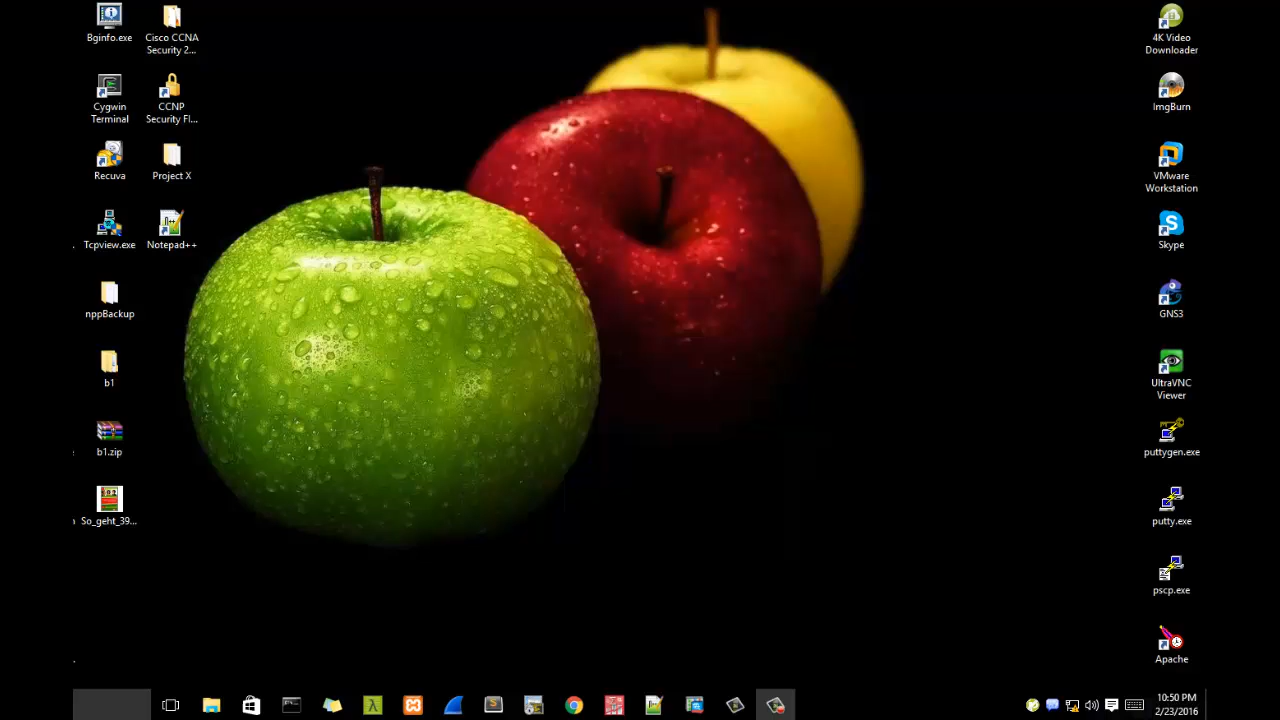 Bginfo.exe
Cisco CCNA
Security 2...
Cygwin
Terminal
CCNP
Security Fl...
Recuva
Project X
Tcpview.exe
Notepad++
nppBackup
b1
b1.zip
So_geht_39...
4K Video
Downloader
ImgBurn
VMware
Workstation
Skype
GNS3
UltraVNC
Viewer
puttygen.exe
putty.exe
pscp.exe
Apache
10:50 PM
2/23/2016